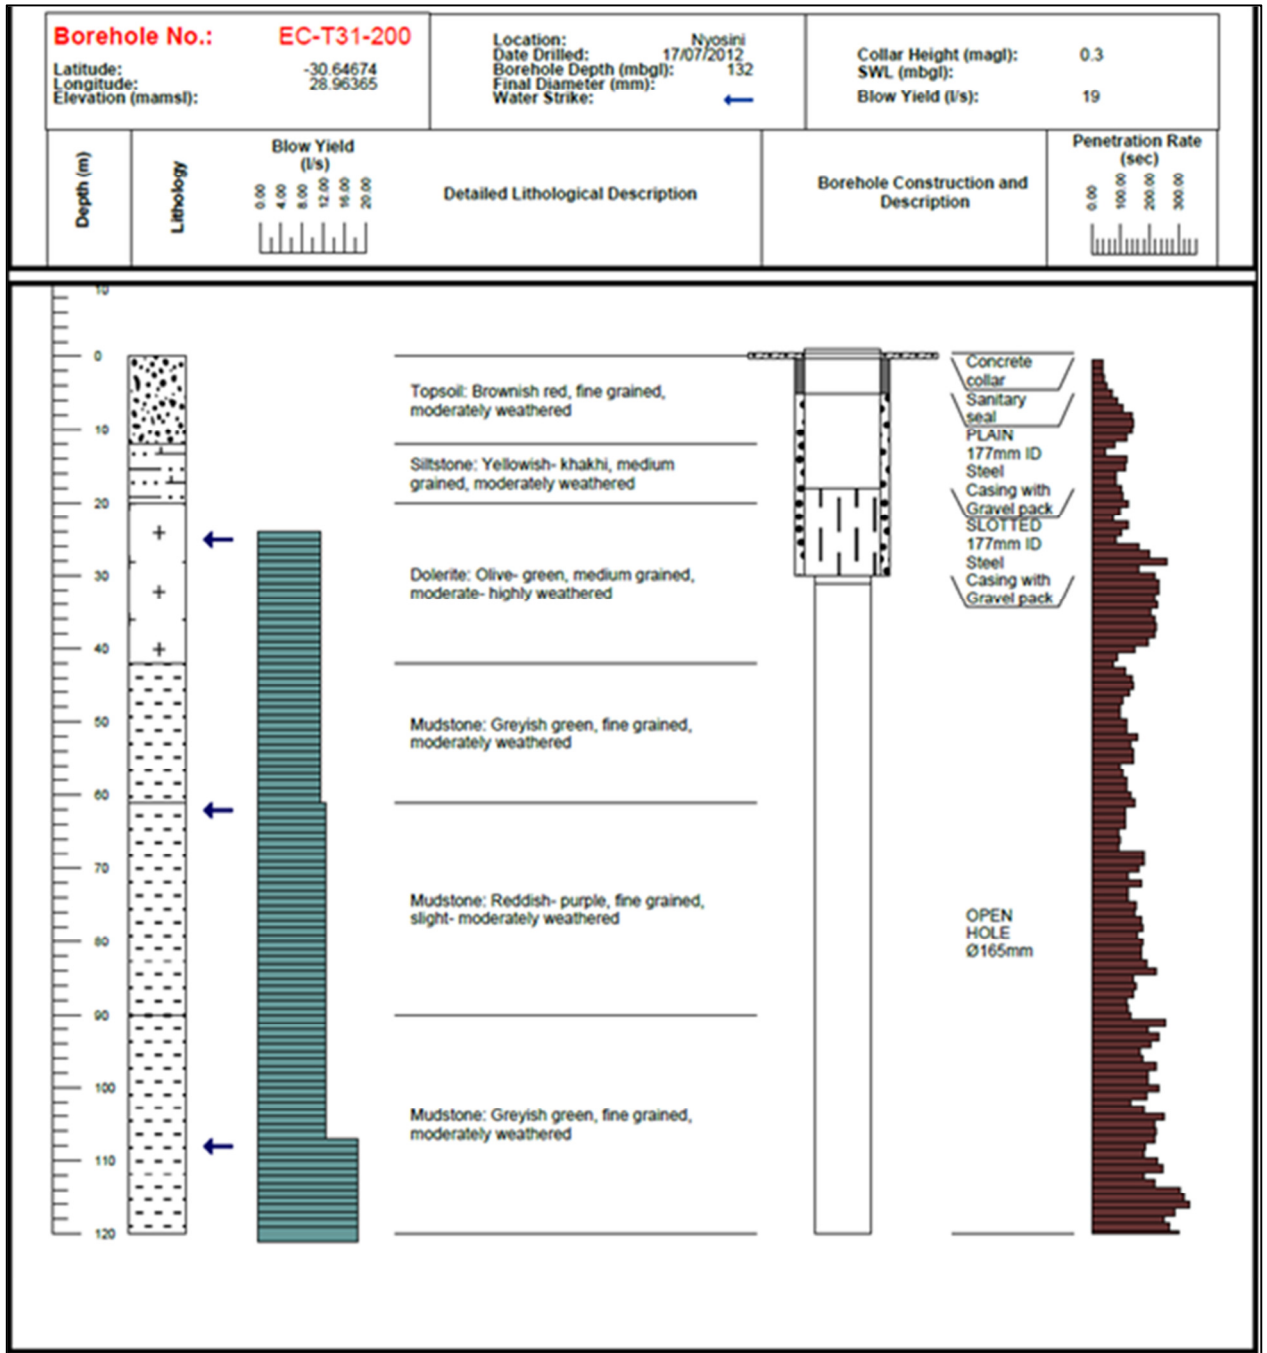 Borehole No.: EC-T31-200
Latitude: -30.64674
Longitude: 28.96365
Elevation (mamsl):
Location: Nyosini
Date Drilled: 17/07/2012
Borehole Depth (mbgl): 132
Final Diameter (mm):
Water Strike:
Collar Height (magl): 0.3
SWL (mbgl):
Blow Yield (l/s): 19
Depth (m)
Lithology
Blow Yield
(l/s)
0.00 4.00 8.00 12.00 16.00 20.00
Detailed Lithological Description
Borehole Construction and
Description
Penetration Rate
(sec)
0.00 100.00 200.00 300.00
10
0
10
20
30
40
50
60
70
80
90
100
110
120
Topsoil: Brownish red, fine grained,
moderately weathered
Siltstone: Yellowish- khakhi, medium
grained, moderately weathered
Dolerite: Olive- green, medium grained,
moderate- highly weathered
Mudstone: Greyish green, fine grained,
moderately weathered
Mudstone: Reddish- purple, fine grained,
slight- moderately weathered
Mudstone: Greyish green, fine grained,
moderately weathered
Concrete
collar
Sanitary
seal
PLAIN
177mm ID
Steel
Casing with
Gravel pack
SLOTTED
177mm ID
Steel
Casing with
Gravel pack
OPEN
HOLE
Ø165mm